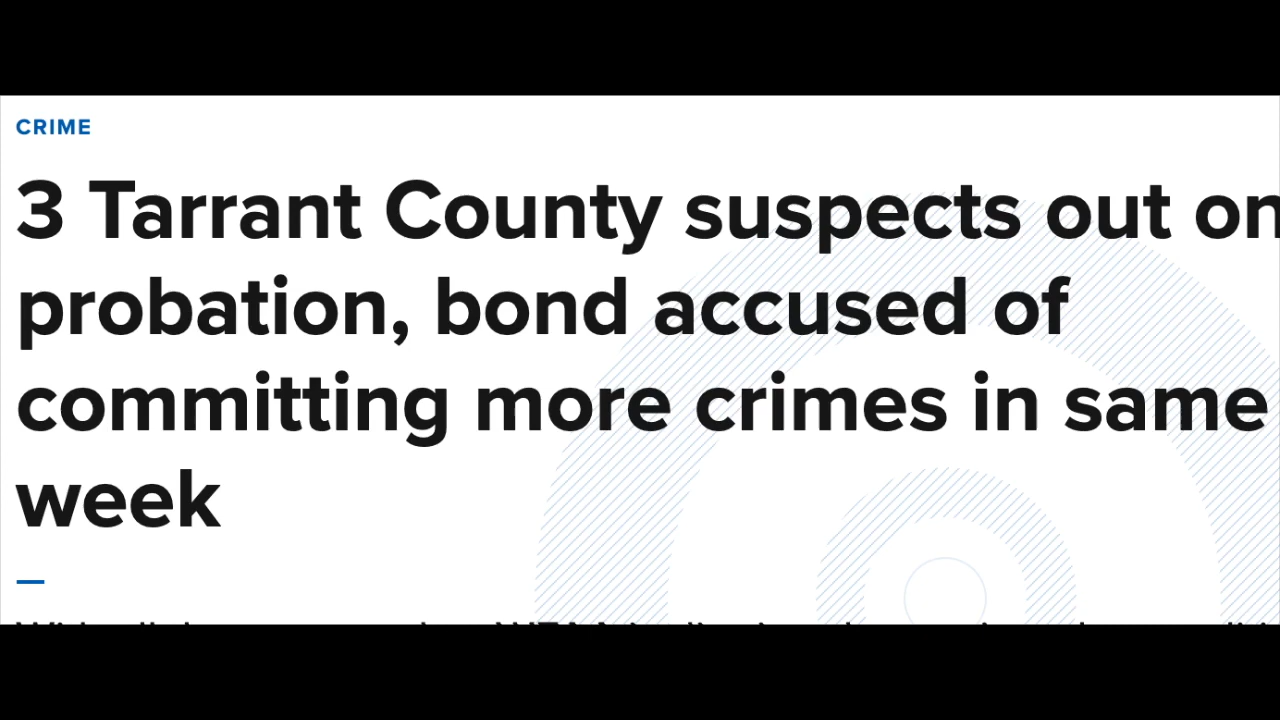 CRIME
3 Tarrant County suspects out on
probation, bond accused of
committing more crimes in same
week